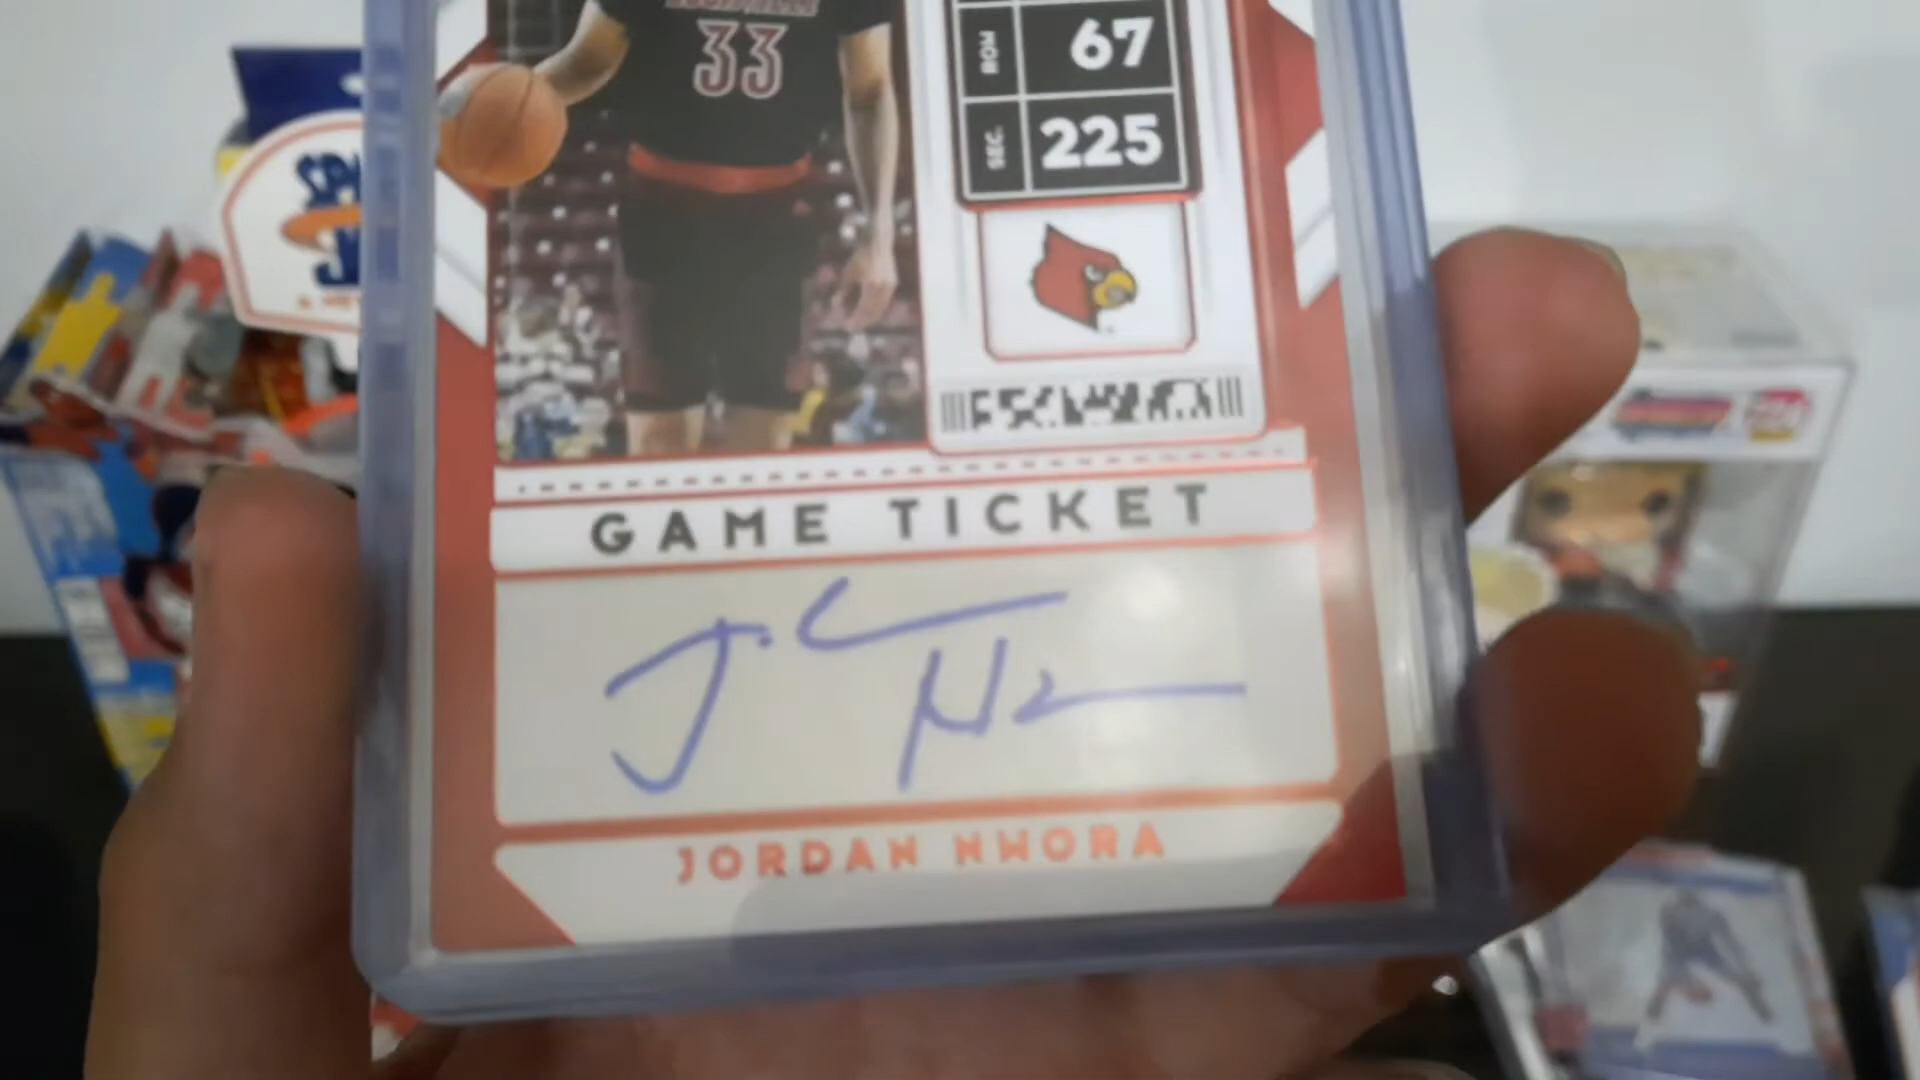 33
ROW 67
SEC. 225
GAME TICKET
JORDAN NWORA